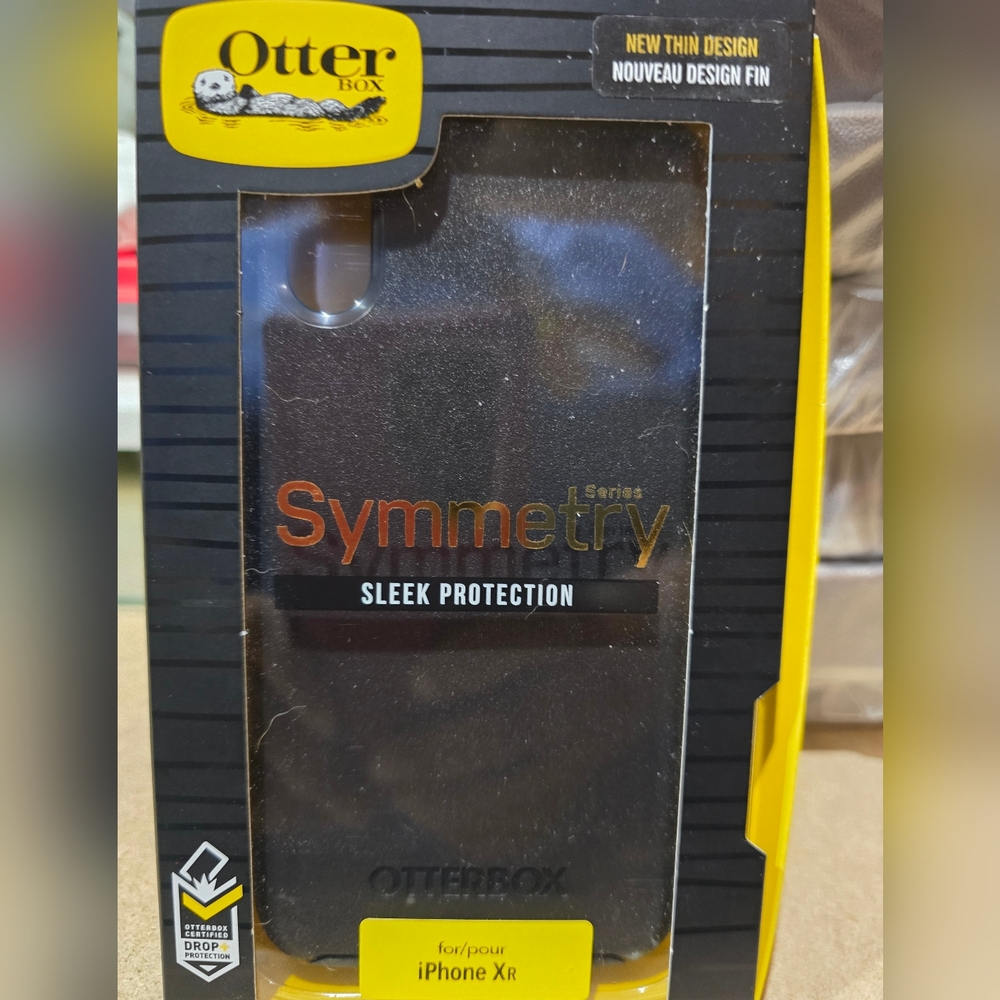 Otter
BOX
NEW THIN DESIGN
NOUVEAU DESIGN FIN
Series
Symmetry
SLEEK PROTECTION
OTTERBOX
OTTERBOX
CERTIFIED
DROP+
PROTECTION
for/pour
iPhone XR